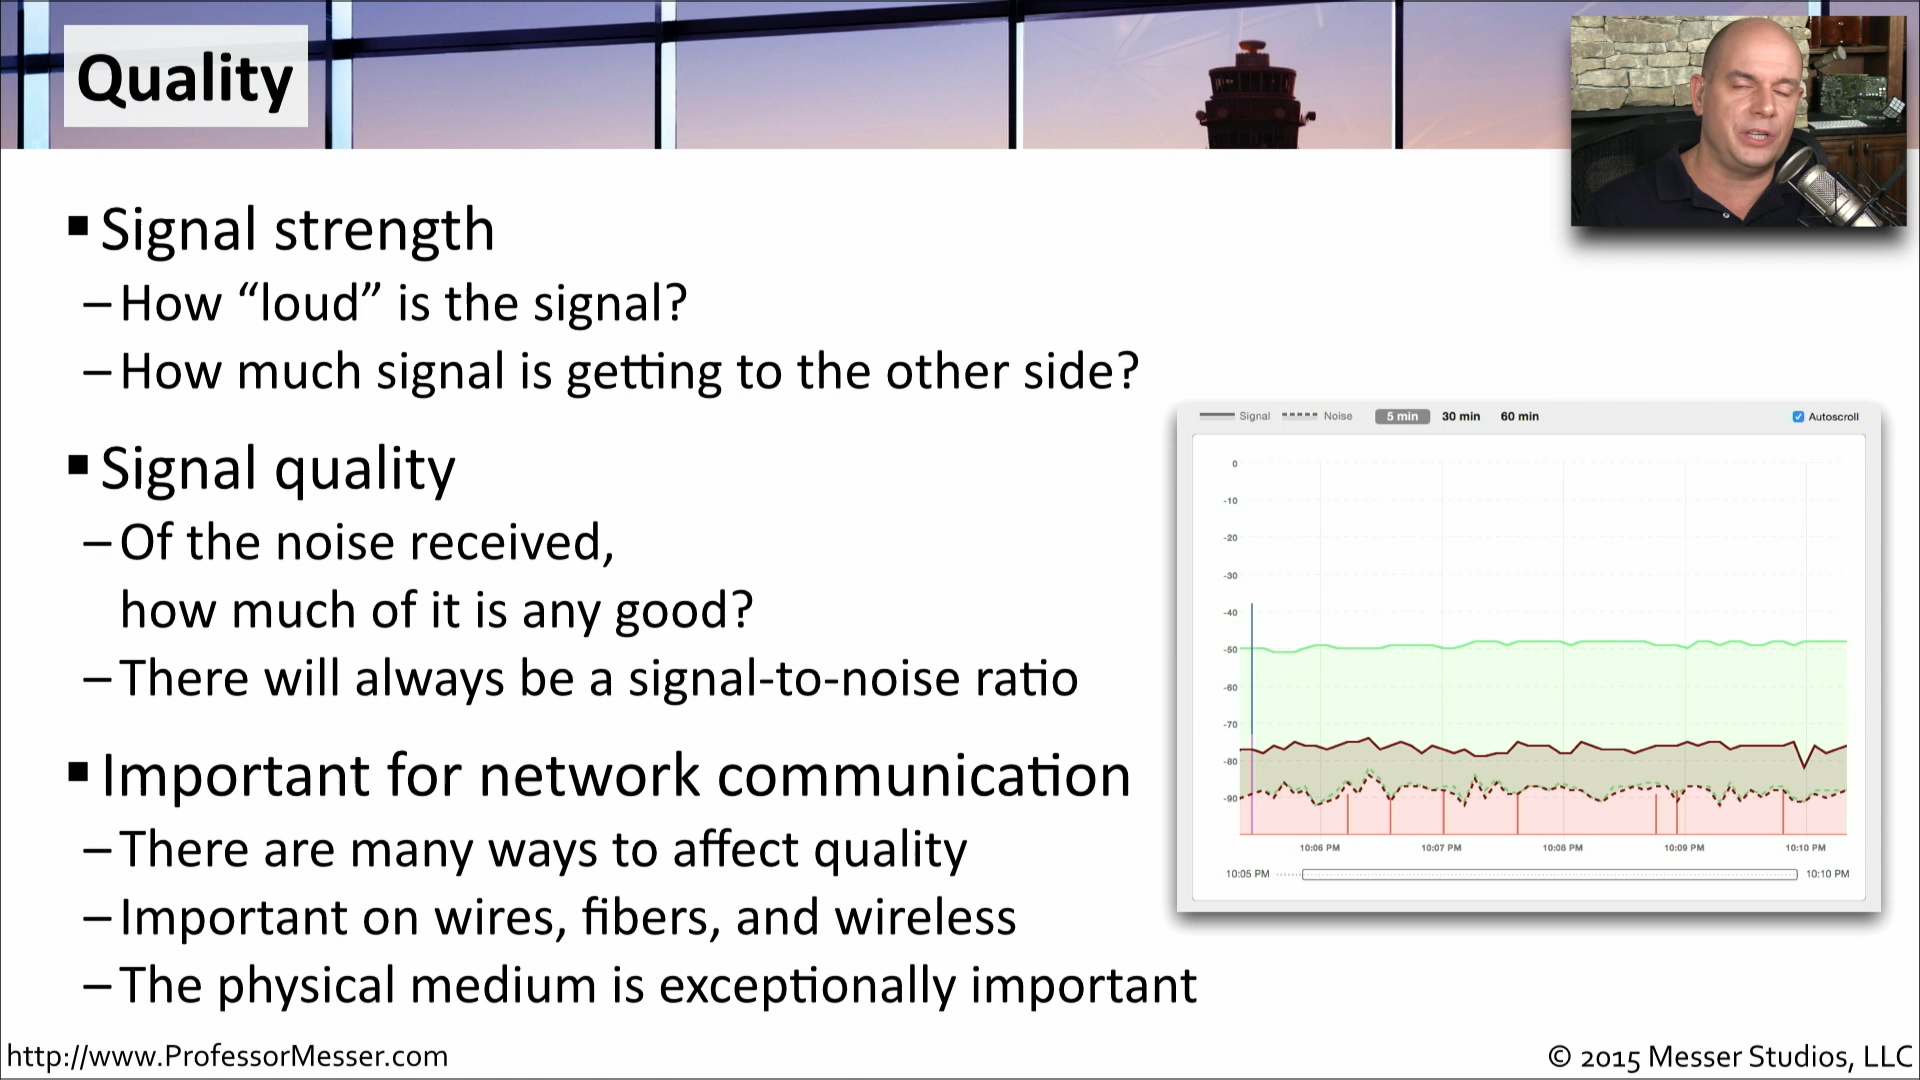 Quality
▪ Signal strength
– How “loud” is the signal?
– How much signal is getting to the other side?
▪ Signal quality
– Of the noise received,
how much of it is any good?
– There will always be a signal-to-noise ratio
▪ Important for network communication
– There are many ways to affect quality
– Important on wires, fibers, and wireless
– The physical medium is exceptionally important
Signal Noise 5 min 30 min 60 min Autoscroll
0
-10
-20
-30
-40
-50
-60
-70
-80
-90
10:06 PM 10:07 PM 10:08 PM 10:09 PM 10:10 PM
10:05 PM 10:10 PM
http://www.ProfessorMesser.com
© 2015 Messer Studios, LLC